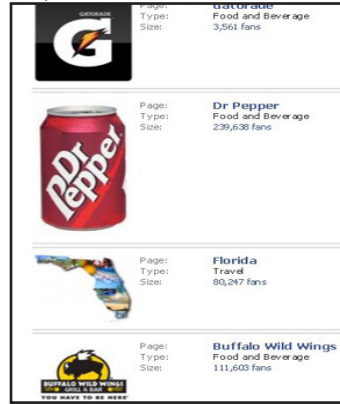 GATORADE
G
Page: Gatorade
Type: Food and Beverage
Size: 3,561 fans
Dr Pepper
Page: Dr Pepper
Type: Food and Beverage
Size: 239,638 fans
Page: Florida
Type: Travel
Size: 80,247 fans
BUFFALO WILD WINGS
GRILL & BAR
YOU HAVE TO BE HERE
Page: Buffalo Wild Wings
Type: Food and Beverage
Size: 111,603 fans